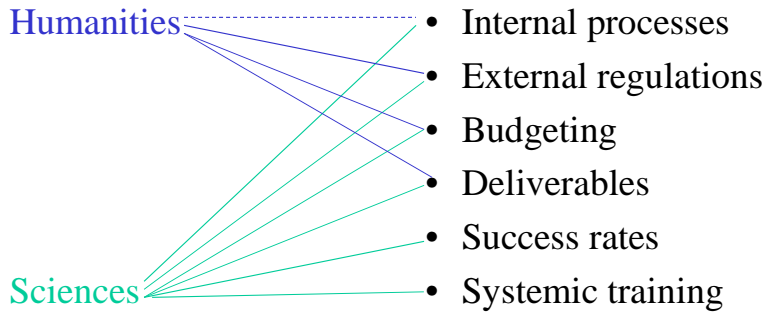 Humanities
• Internal processes
• External regulations
• Budgeting
• Deliverables
• Success rates
Sciences
• Systemic training